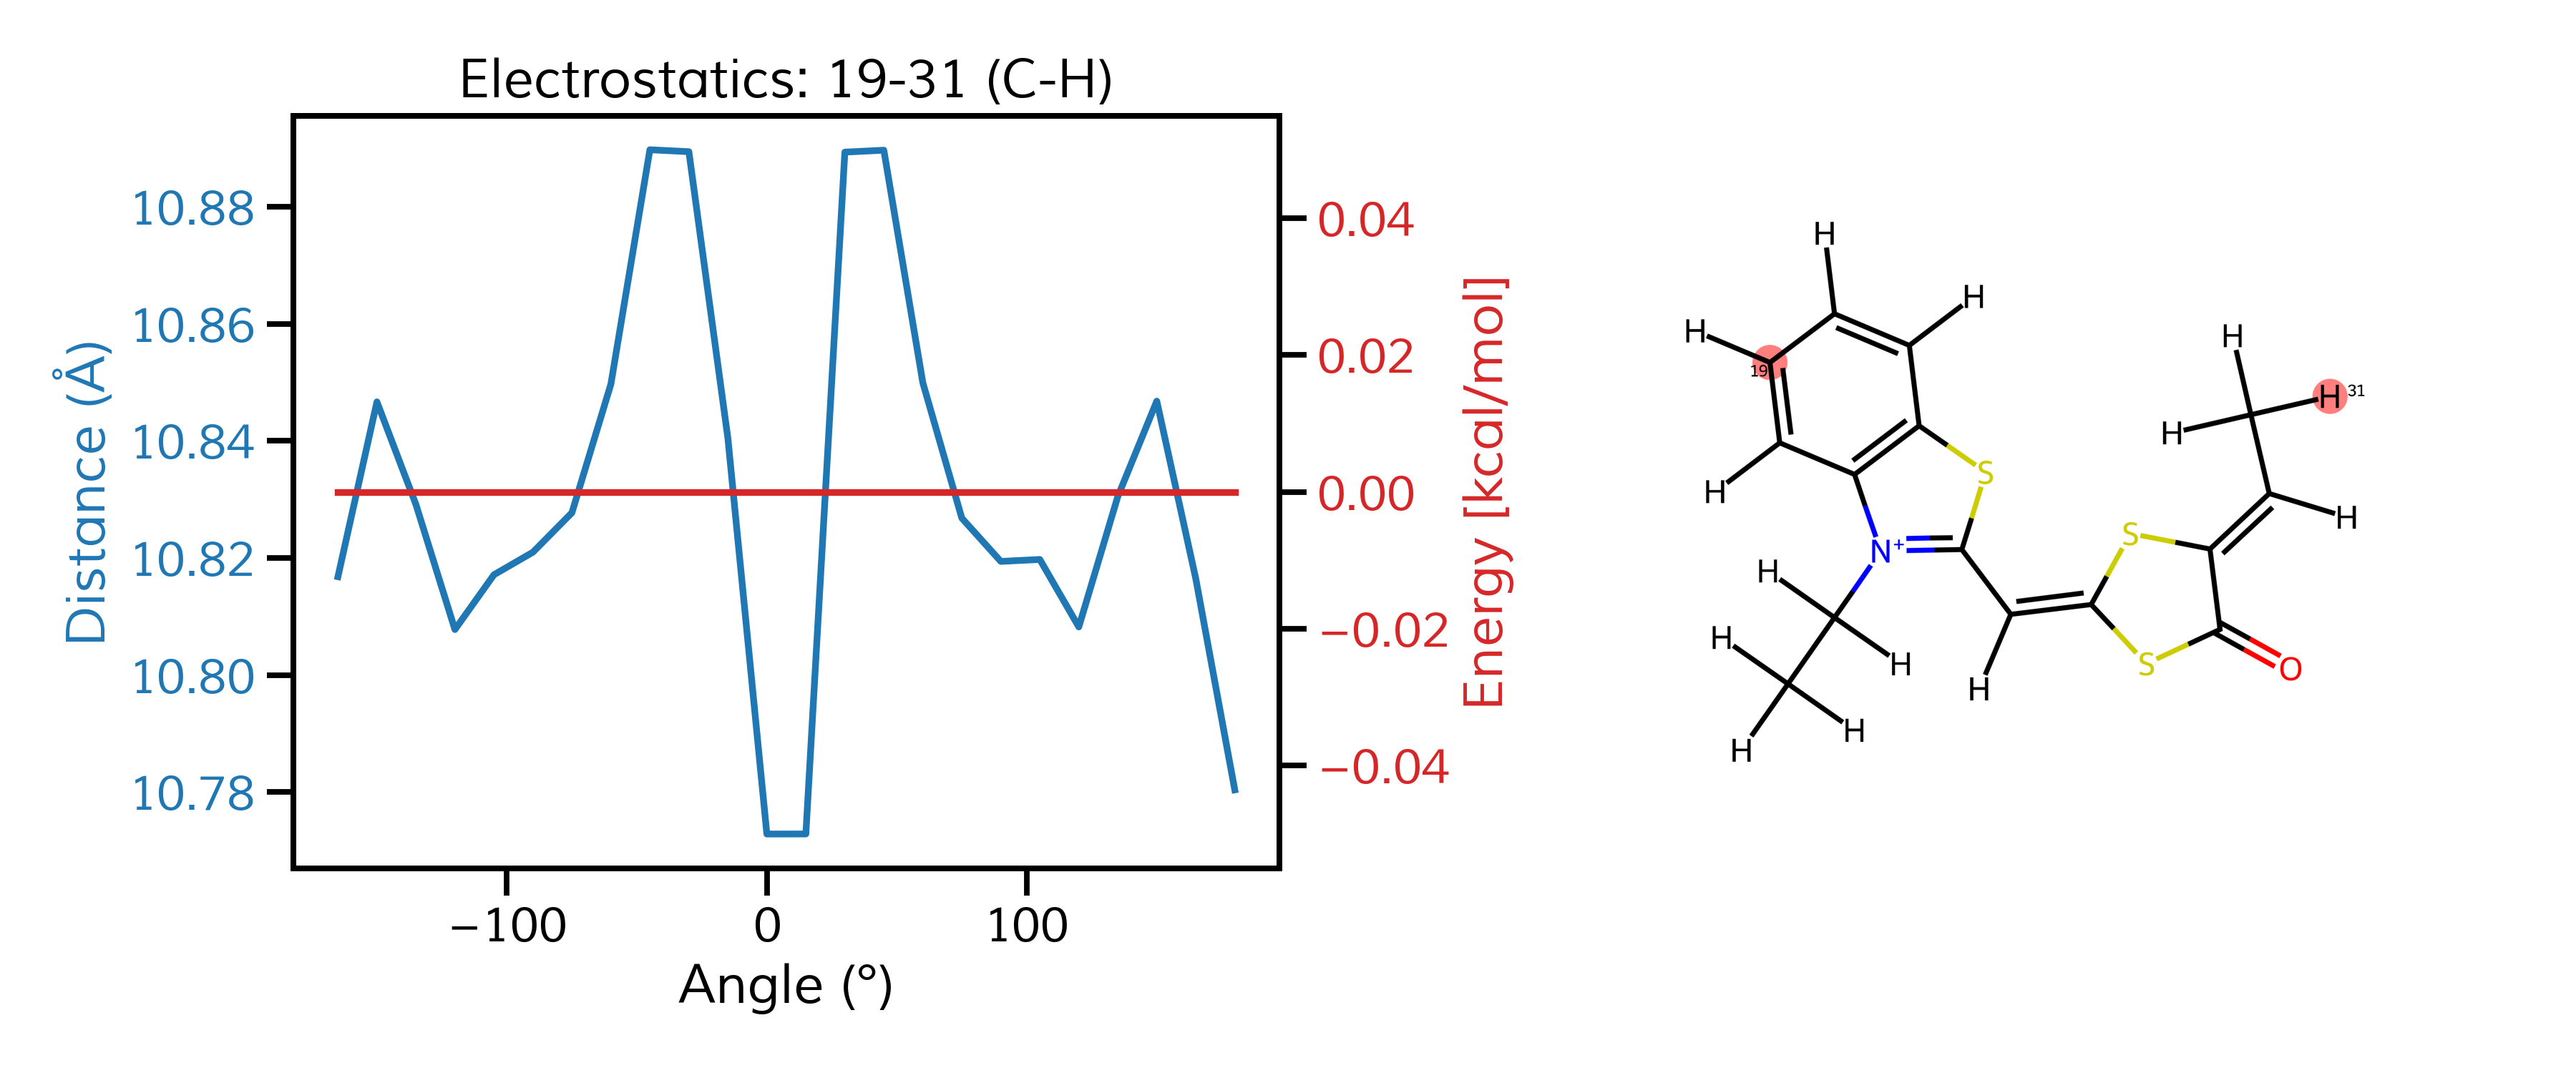 Electrostatics: 19-31 (C-H)
10.88
10.86
10.84
10.82
10.80
10.78
Distance (Å)
−100
0
100
Angle (°)
0.04
0.02
0.00
−0.02
−0.04
Energy [kcal/mol]
H
H
H
H
19
H
31
H
H
S
H
S
N+
H
H
H
S
O
H
H
H